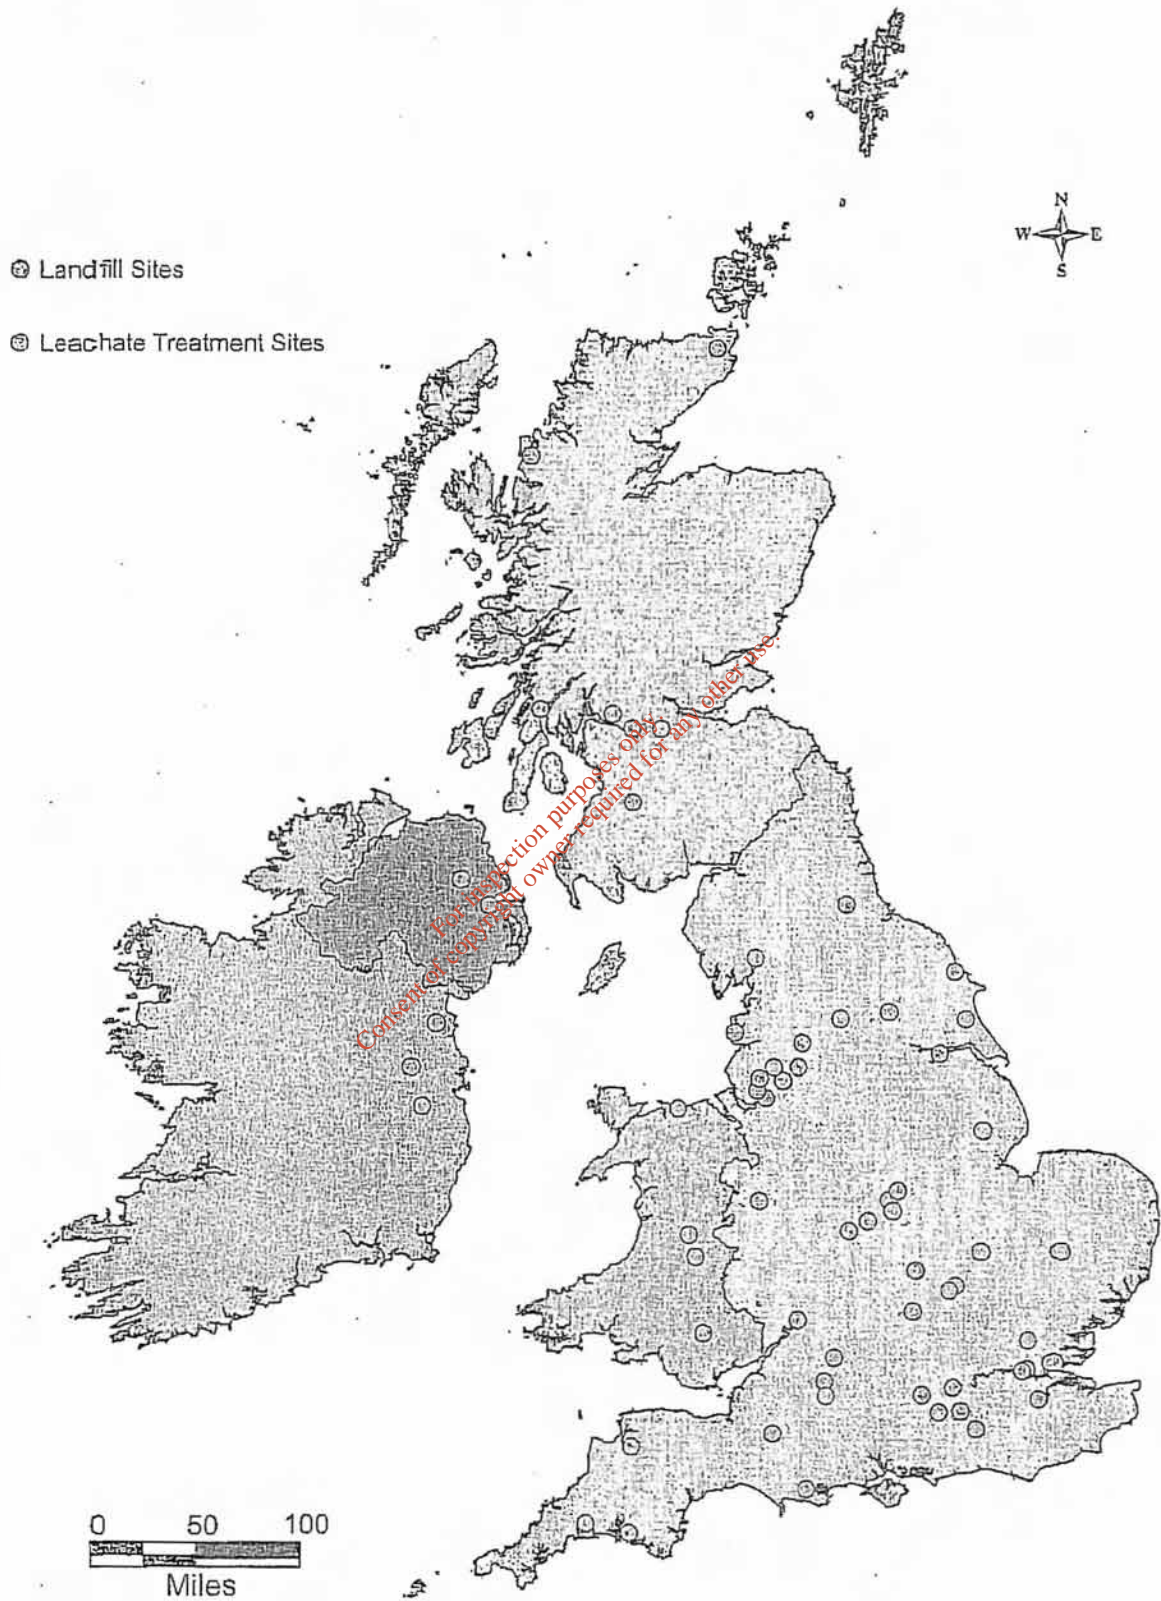 N
W E
S
Landfill Sites
Leachate Treatment Sites
For inspection purposes only.
Consent of copyright owner required for any other use.
0 50 100
Miles